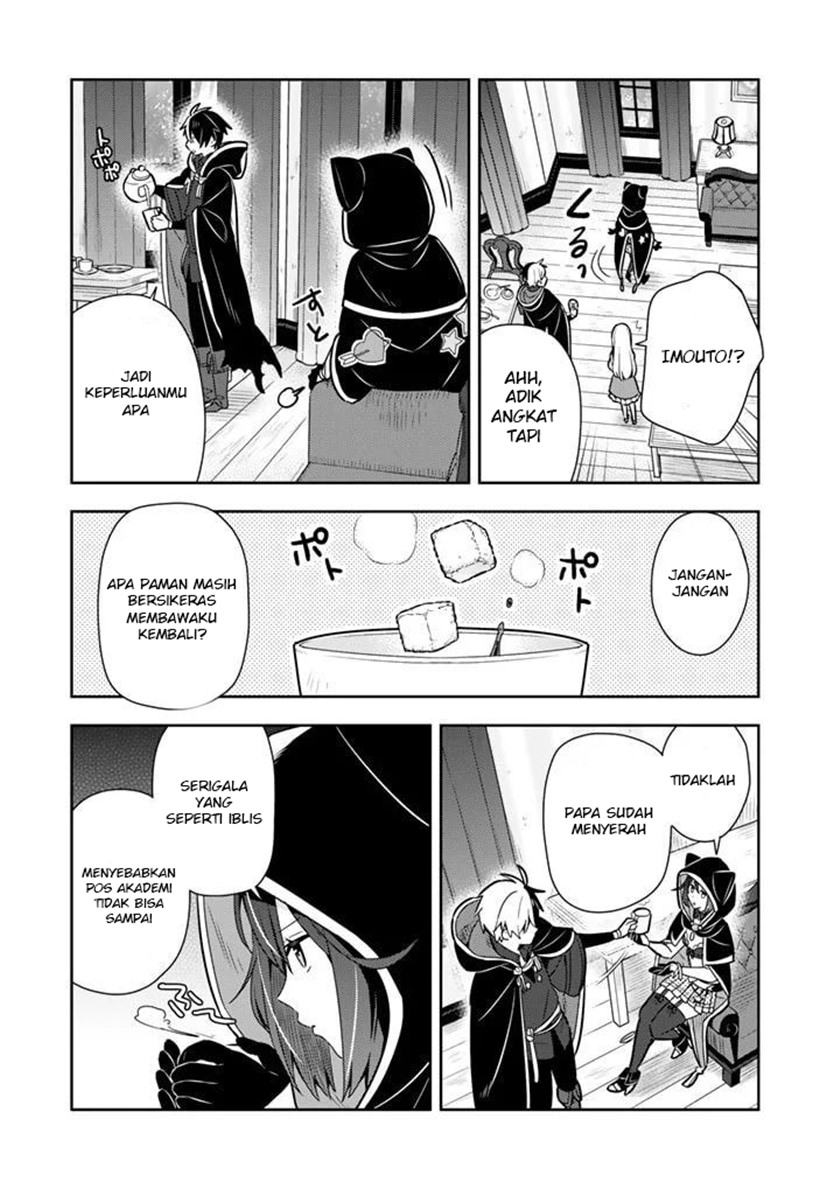 IMOUTO!?
AHH,
ADIK
ANGKAT
TAPI
くるっ
すとっ
ポト
ポト
JADI
KEPERLUANMU
APA
JANGAN-
JANGAN
ポト
ポト
APA PAMAN MASIH
BERSIKERAS
MEMBAWAKU
KEMBALI?
TIDAKLAH
PAPA SUDAH
MENYERAH
SERIGALA
YANG
SEPERTI IBLIS
MENYEBABKAN
POS AKADEMI
TIDAK BISA
SAMPAI